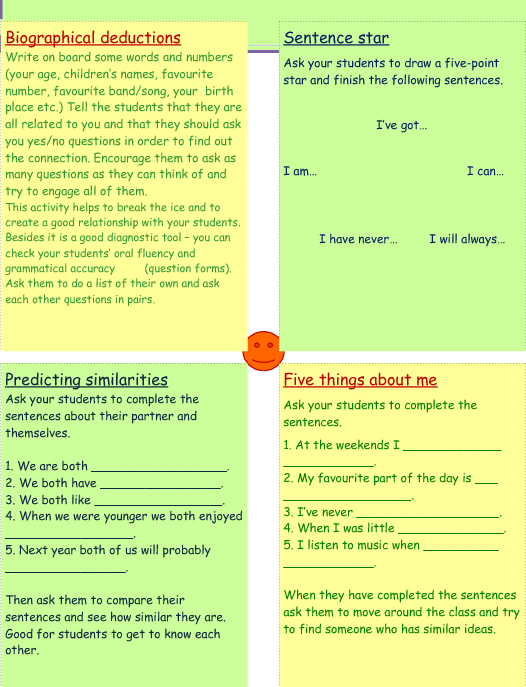 Biographical deductions
Write on board some words and numbers
(your age, children's names, favourite
number, favourite band/song, your birth
place etc.) Tell the students that they are
all related to you and that they should ask
you yes/no questions in order to find out
the connection. Encourage them to ask as
many questions as they can think of and
try to engage all of them.
This activity helps to break the ice and to
create a good relationship with your students.
Besides it is a good diagnostic tool – you can
check your students' oral fluency and
grammatical accuracy (question forms).
Ask them to do a list of their own and ask
each other questions in pairs.
Sentence star
Ask your students to draw a five-point
star and finish the following sentences.
I've got…
I am… I can…
I have never… I will always…
Predicting similarities
Ask your students to complete the
sentences about their partner and
themselves.
1. We are both __________________.
2. We both have ________________.
3. We both like _________________.
4. When we were younger we both enjoyed
_________________.
5. Next year both of us will probably
________________.
Then ask them to compare their
sentences and see how similar they are.
Good for students to get to know each
other.
Five things about me
Ask your students to complete the
sentences.
1. At the weekends I _____________
____________.
2. My favourite part of the day is ___
_________________.
3. I've never ___________________.
4. When I was little ______________.
5. I listen to music when __________
____________.
When they have completed the sentences
ask them to move around the class and try
to find someone who has similar ideas.